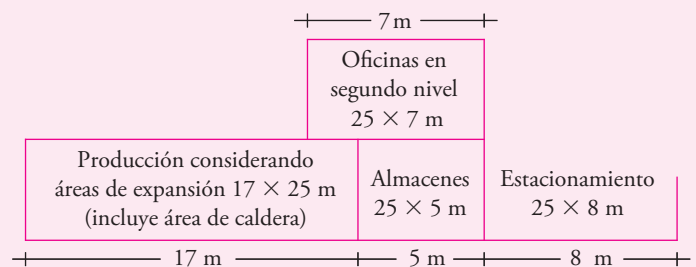 7 m
Oficinas en
segundo nivel
25 × 7 m
Producción considerando
áreas de expansión 17 × 25 m
(incluye área de caldera)
Almacenes
25 × 5 m
Estacionamiento
25 × 8 m
17 m
5 m
8 m